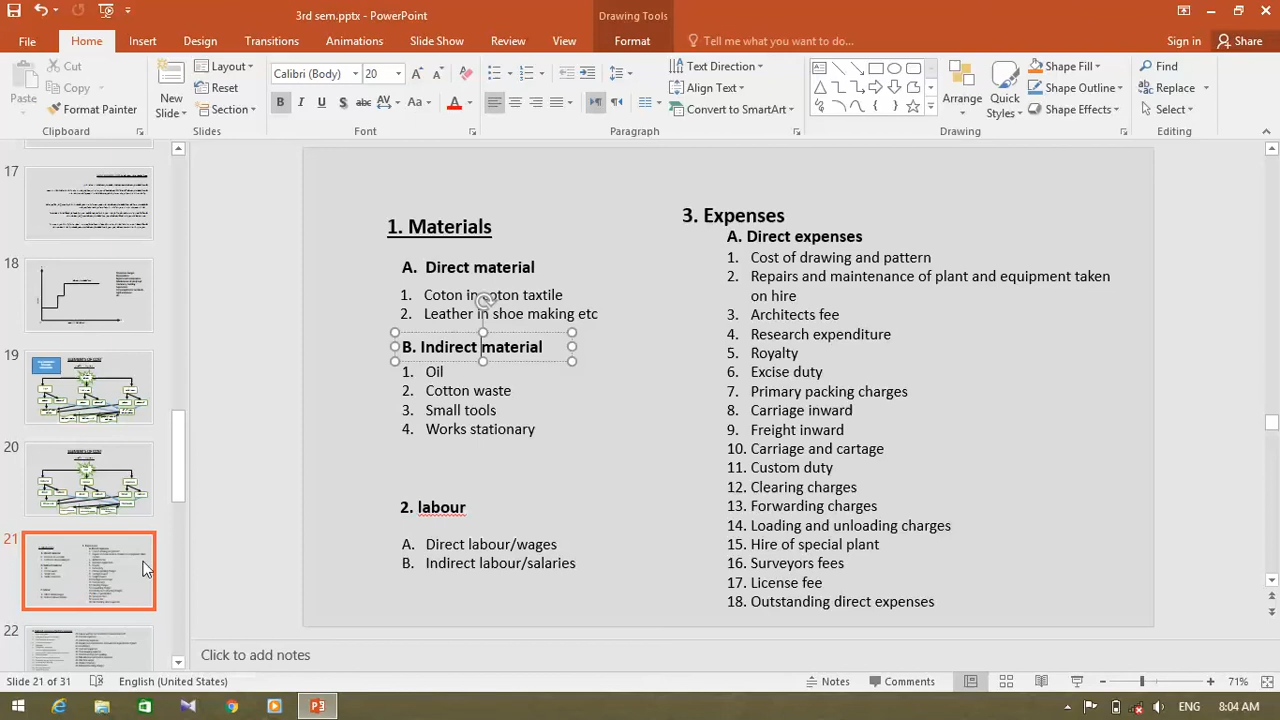 3rd sem.pptx - PowerPoint
Drawing Tools
File
Home
Insert
Design
Transitions
Animations
Slide Show
Review
View
Format
Tell me what you want to do...
Sign in
Share
Paste
Cut
Copy
Format Painter
Clipboard
New
Slide
Layout
Reset
Section
Slides
Calibri (Body)
20
Font
Text Direction
Align Text
Convert to SmartArt
Paragraph
Arrange
Quick
Styles
Shape Fill
Shape Outline
Shape Effects
Drawing
Find
Replace
Select
Editing
17
18
19
20
21
22
1. Materials
A. Direct material
1. Coton in coton taxtile
2. Leather in shoe making etc
B. Indirect material
1. Oil
2. Cotton waste
3. Small tools
4. Works stationary
2. labour
A. Direct labour/wages
B. Indirect labour/salaries
3. Expenses
A. Direct expenses
1. Cost of drawing and pattern
2. Repairs and maintenance of plant and equipment taken
on hire
3. Architects fee
4. Research expenditure
5. Royalty
6. Excise duty
7. Primary packing charges
8. Carriage inward
9. Freight inward
10. Carriage and cartage
11. Custom duty
12. Clearing charges
13. Forwarding charges
14. Loading and unloading charges
15. Hire of special plant
16. Surveyors fees
17. License fee
18. Outstanding direct expenses
Click to add notes
Slide 21 of 31
English (United States)
Notes
Comments
71%
ENG
8:04 AM